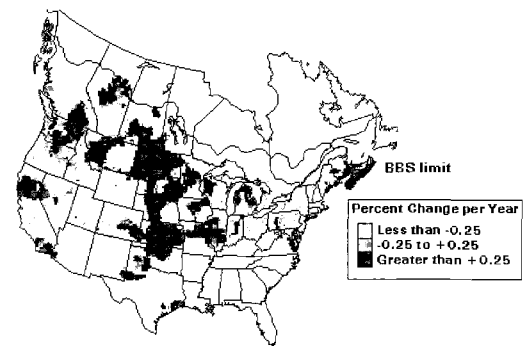 BBS limit
Percent Change per Year
Less than -0.25
-0.25 to +0.25
Greater than +0.25